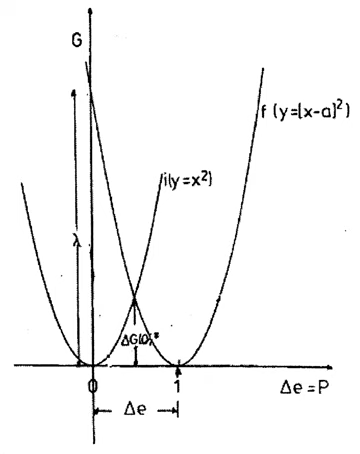 G
f(y=[x-a]²)
i(y=x²)
λ
ΔG(0)*
0
1
Δe=P
Δe